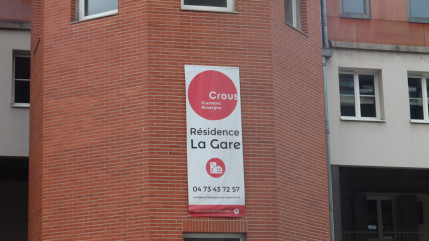 Crous
Clermont
Auvergne
Résidence
La Gare
04 73 43 72 57